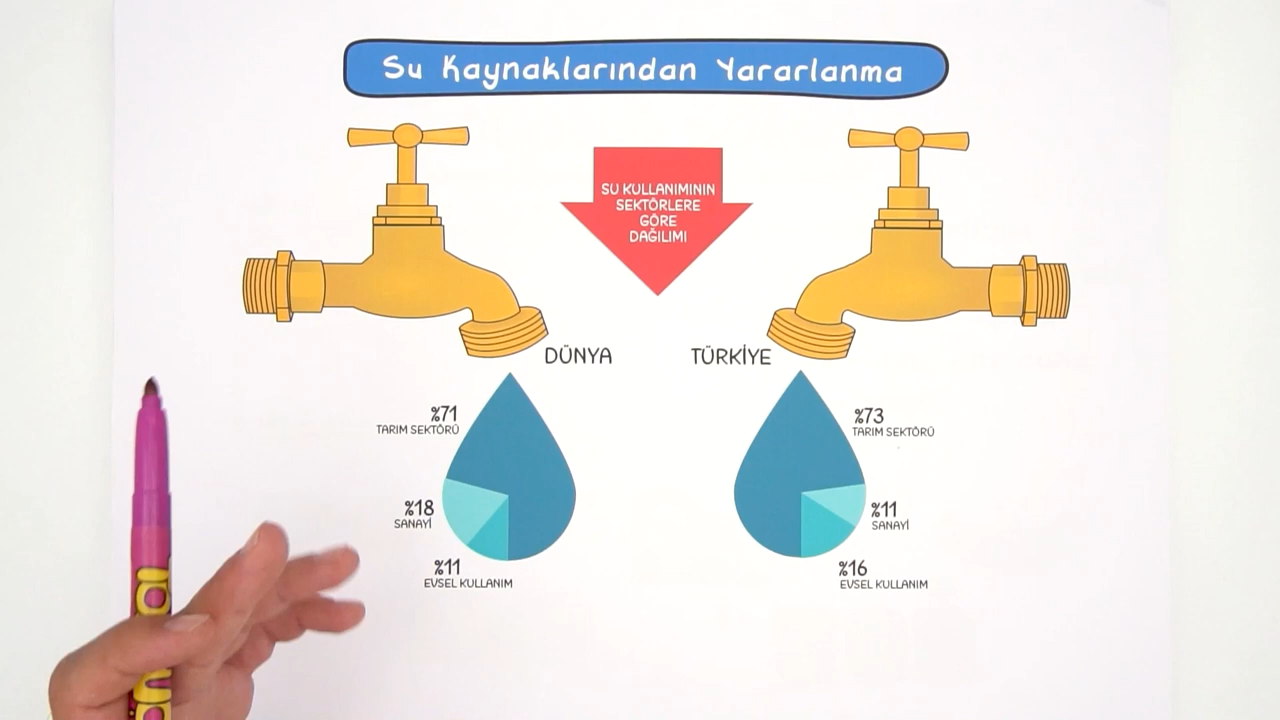 Su Kaynaklarından Yararlanma
SU KULLANIMININ
SEKTÖRLERE
GÖRE
DAĞILIMI
DÜNYA
%71
TARIM SEKTÖRÜ
%18
SANAYİ
%11
EVSEL KULLANIM
TÜRKİYE
%73
TARIM SEKTÖRÜ
%11
SANAYİ
%16
EVSEL KULLANIM